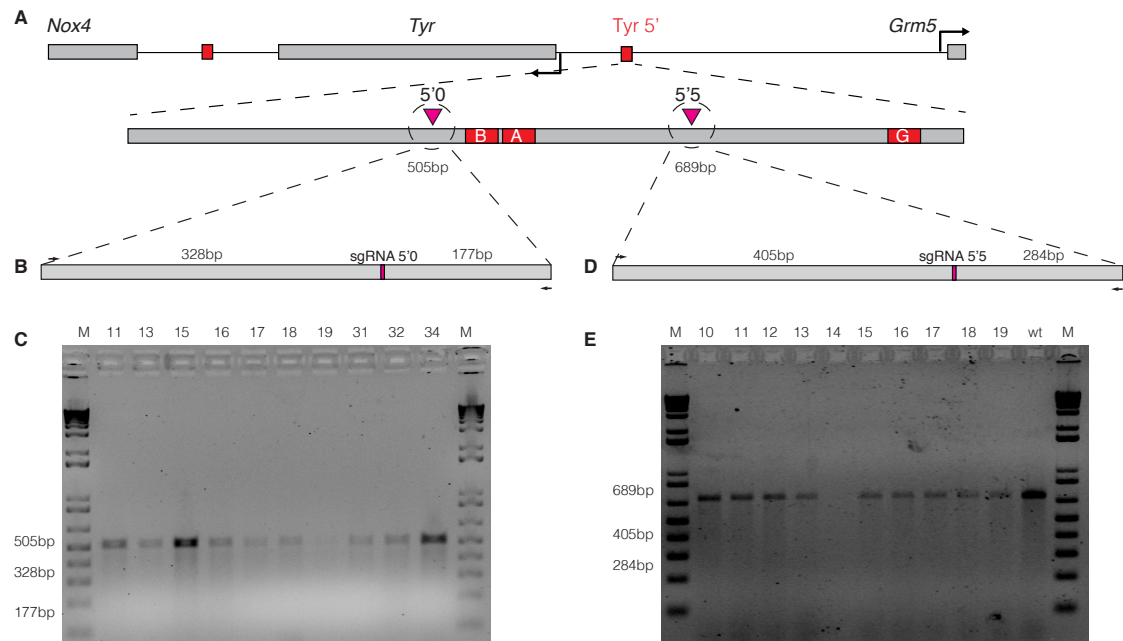 A
Nox4 Tyr Tyr 5’ Grm5
5’0 5’5
B A G
505bp 689bp
B 328bp sgRNA 5’0 177bp
D 405bp sgRNA 5’5 284bp
C M 11 13 15 16 17 18 19 31 32 34 M
505bp
328bp
177bp
E M 10 11 12 13 14 15 16 17 18 19 wt M
689bp
405bp
284bp